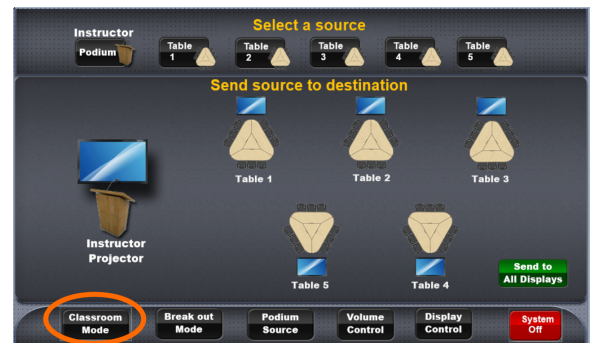 Select a source
Instructor
Podium
Table
1
Table
2
Table
3
Table
4
Table
5
Send source to destination
Table 1
Table 2
Table 3
Instructor
Projector
Table 5
Table 4
Send to
All Displays
Classroom
Mode
Break out
Mode
Podium
Source
Volume
Control
Display
Control
System
Off